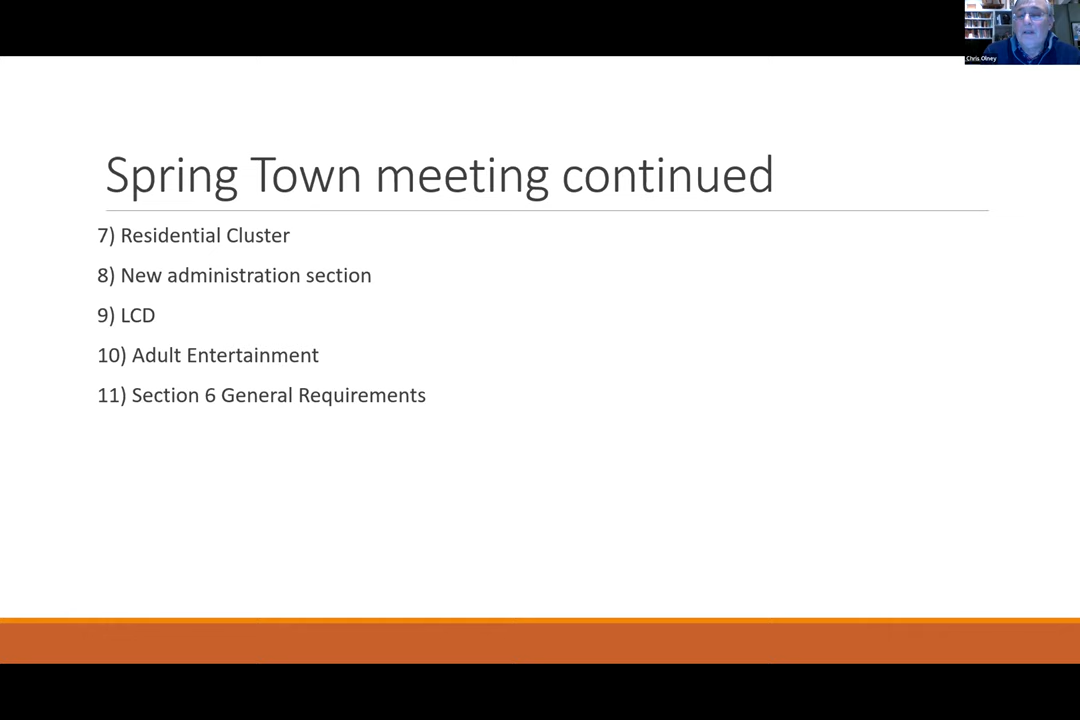 Chris Olney
Spring Town meeting continued
7) Residential Cluster
8) New administration section
9) LCD
10) Adult Entertainment
11) Section 6 General Requirements